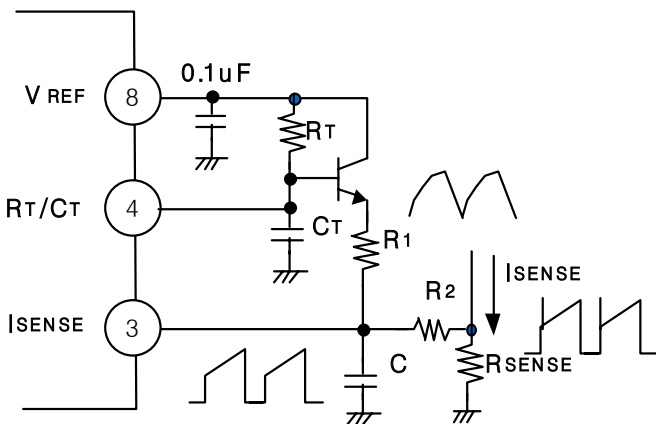 0.1uF
VREF 8
RT
RT/CT 4
CT
R1
ISENSE
R2
ISENSE 3
C
RSENSE